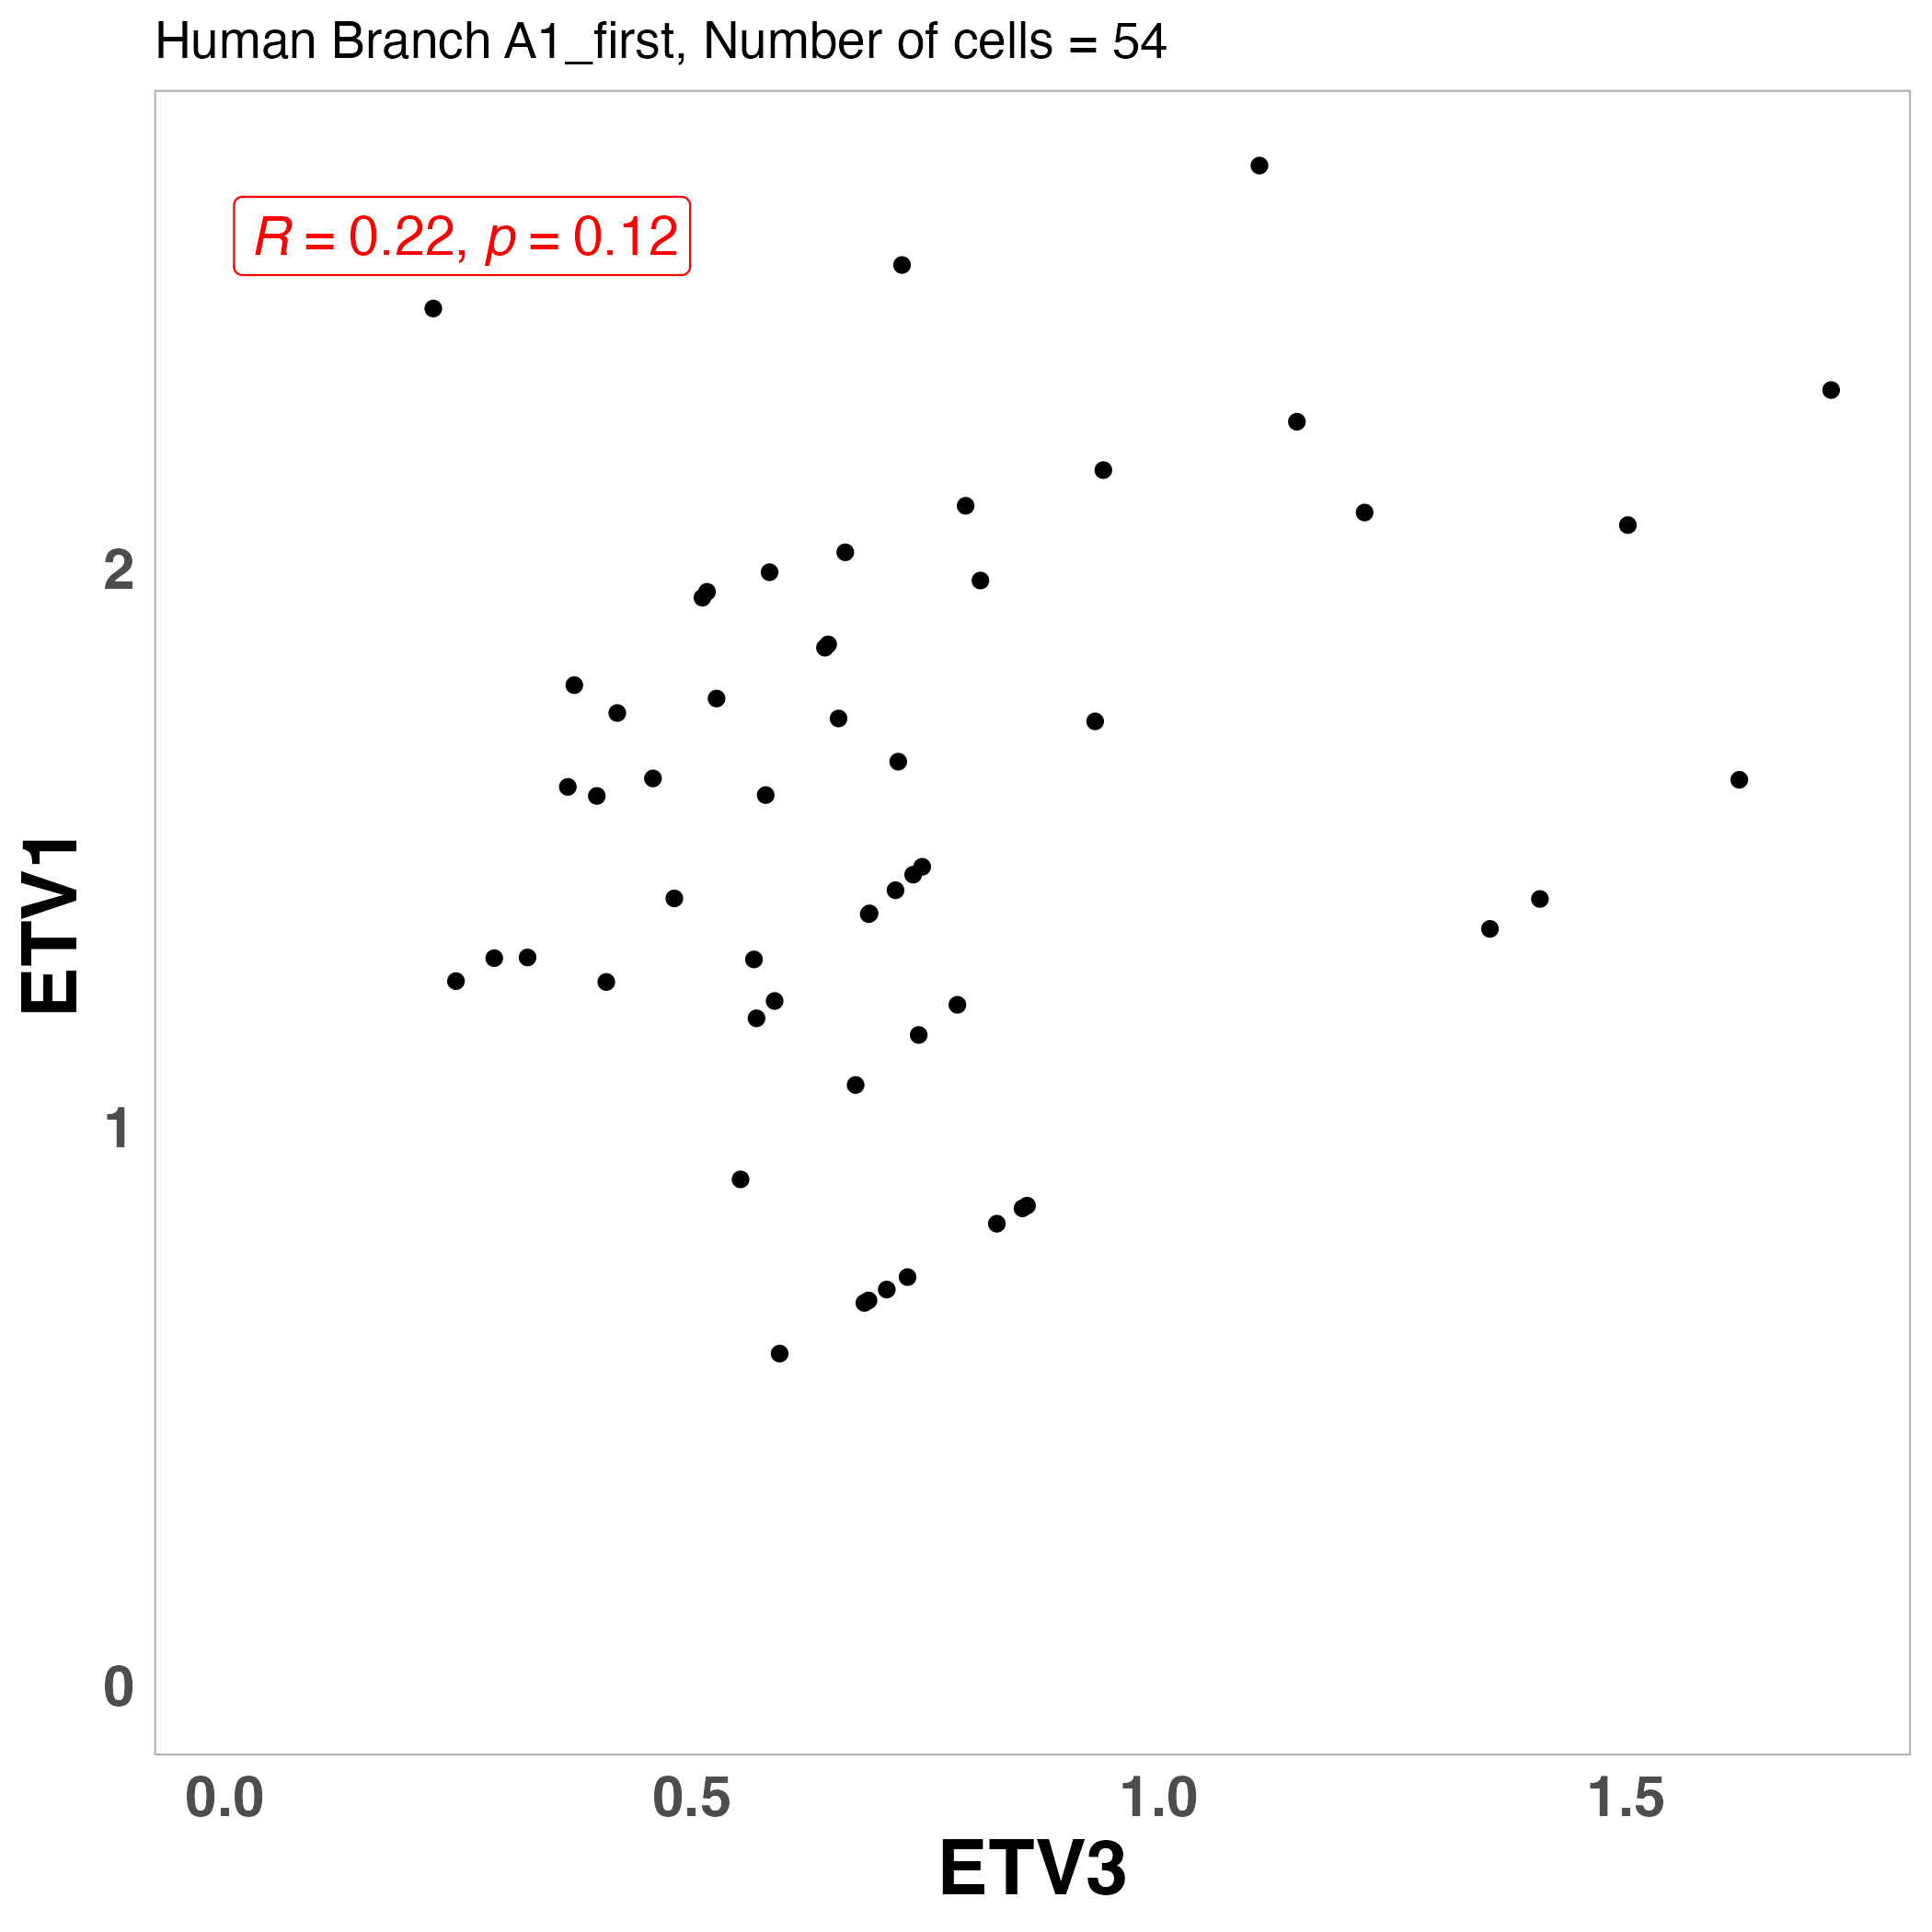 Human Branch A1_first, Number of cells = 54
R = 0.22, p = 0.12
2
1
0
ETV1
0.0 0.5 1.0 1.5
ETV3